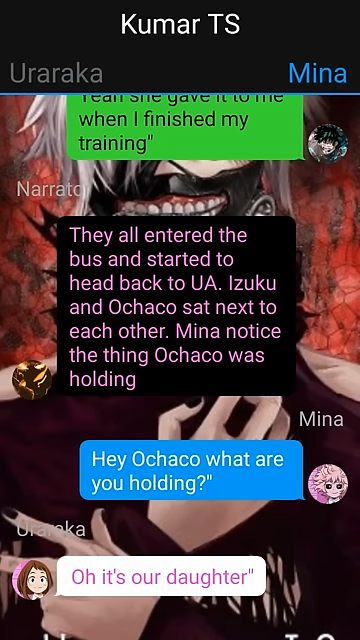 Kumar TS
Uraraka Mina
Yeah she gave it to me
when I finished my
training"
Narrator
They all entered the
bus and started to
head back to UA. Izuku
and Ochaco sat next to
each other. Mina notice
the thing Ochaco was
holding
Mina
Hey Ochaco what are
you holding?"
Uraraka
Oh it's our daughter"